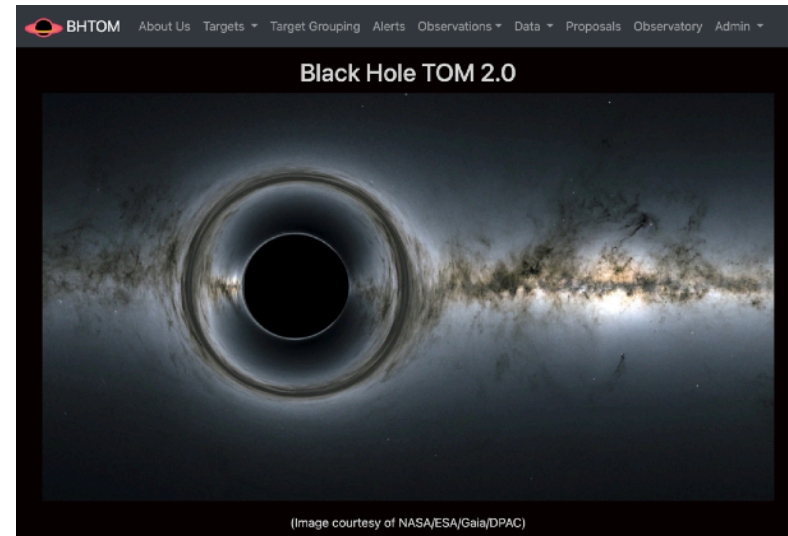 BHTOM About Us Targets Target Grouping Alerts Observations Data Proposals Observatory Admin
Black Hole TOM 2.0
(Image courtesy of NASA/ESA/Gaia/DPAC)